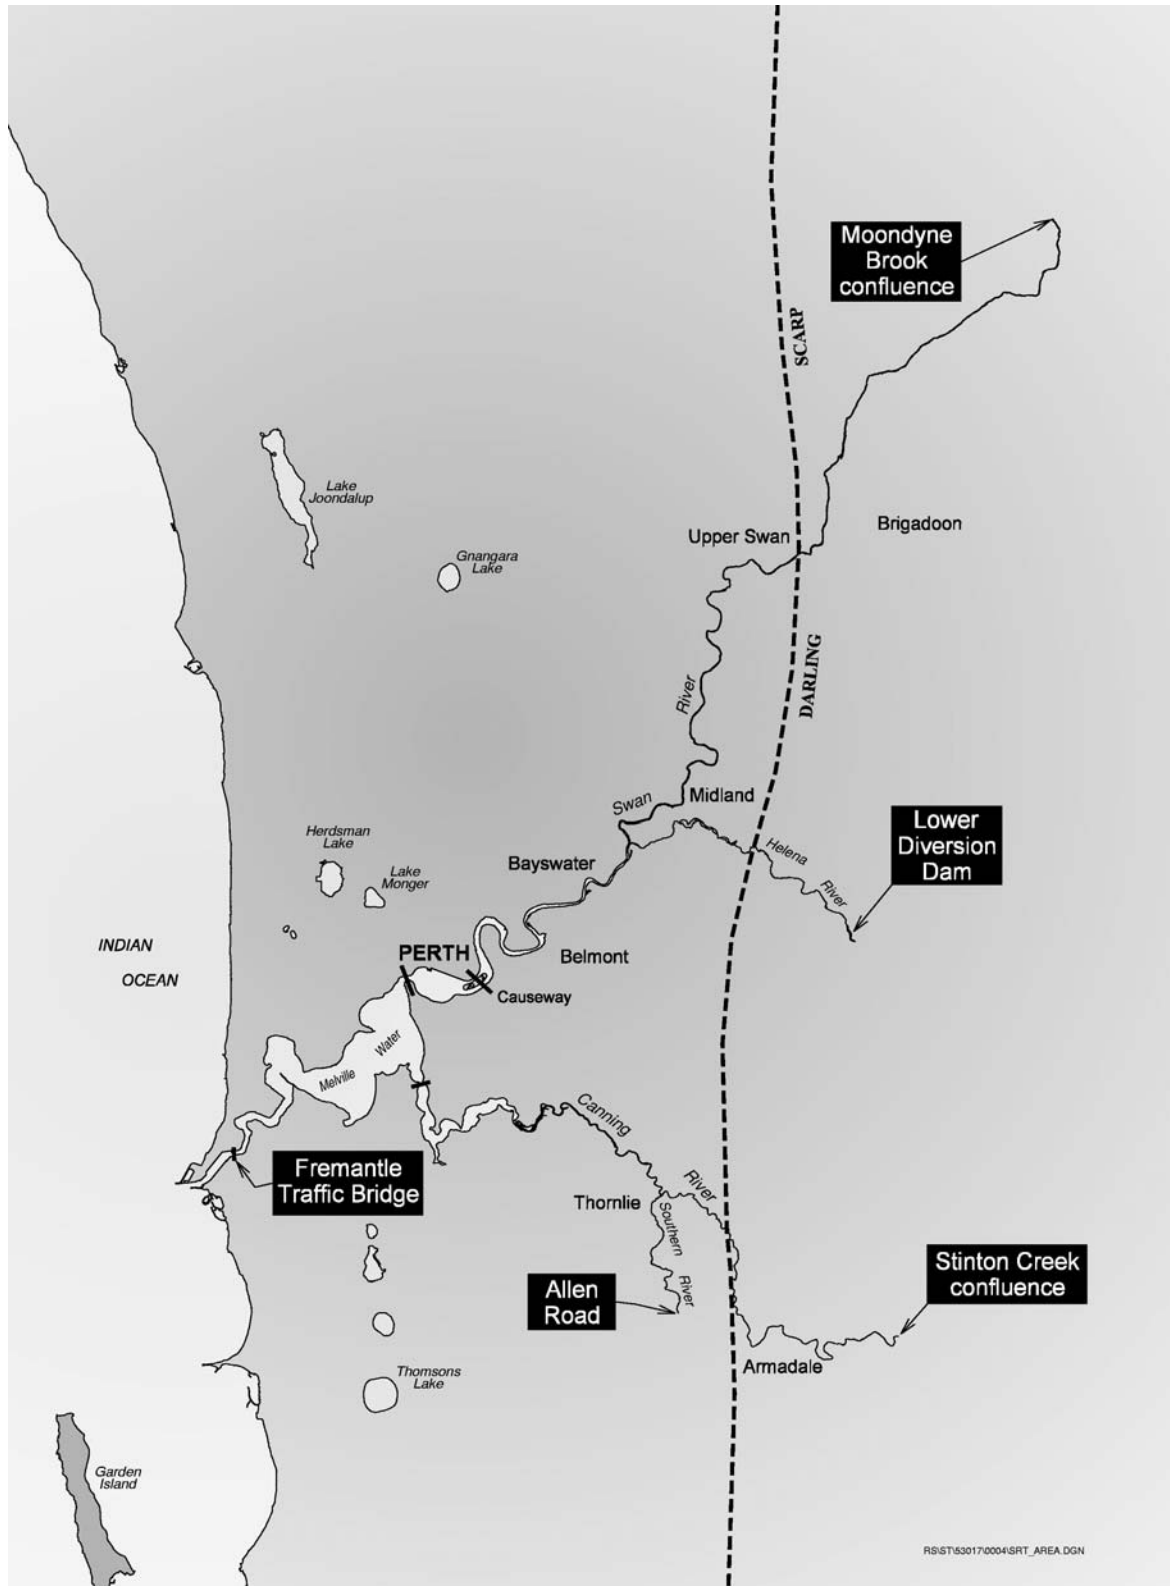 Moondyne
Brook
confluence
SCARP
Lake
Joondalup
Gnangara
Lake
Upper Swan
Brigadoon
DARLING
River
Swan
Midland
Lower
Diversion
Dam
Helena
River
Herdsman
Lake
Lake
Monger
Bayswater
INDIAN
OCEAN
PERTH
Belmont
Causeway
Water
Melville
Canning
River
Fremantle
Traffic Bridge
Thornlie
Southern
River
Allen
Road
Stinton Creek
confluence
Armadale
Thomsons
Lake
Garden
Island
RS\ST\53017\0004\SRT_AREA.DGN